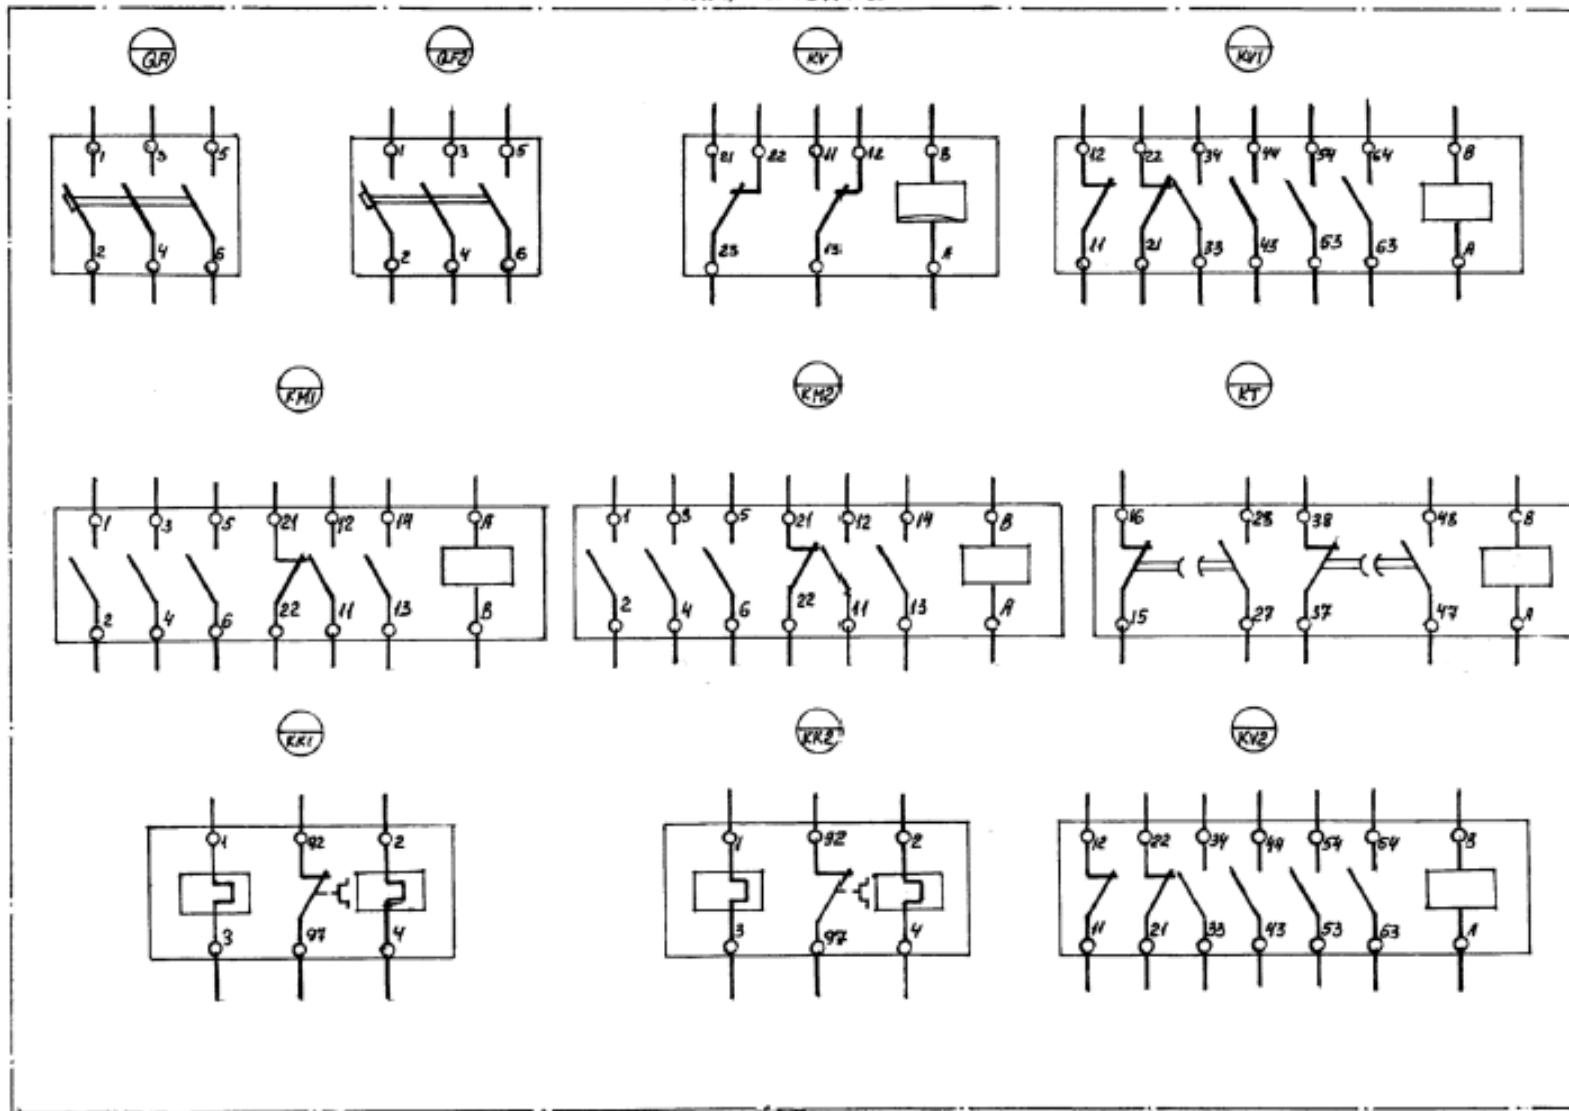 QF1 QF2 KV KV1
1 3 5 1 3 5 21 22 11 12 B 12 22 34 44 54 64 B
2 4 6 2 4 6 23 13 A 11 21 33 43 53 63 A
KM1 KM2 KT
1 3 5 21 12 14 A 1 3 5 21 12 14 B 16 28 38 48 B
2 4 6 22 11 13 B 2 4 6 22 11 13 A 15 27 37 47 A
KK1 KK2 KV2
1 92 2 1 92 2 12 22 34 44 54 54 B
3 97 4 3 97 4 11 21 33 43 53 63 A